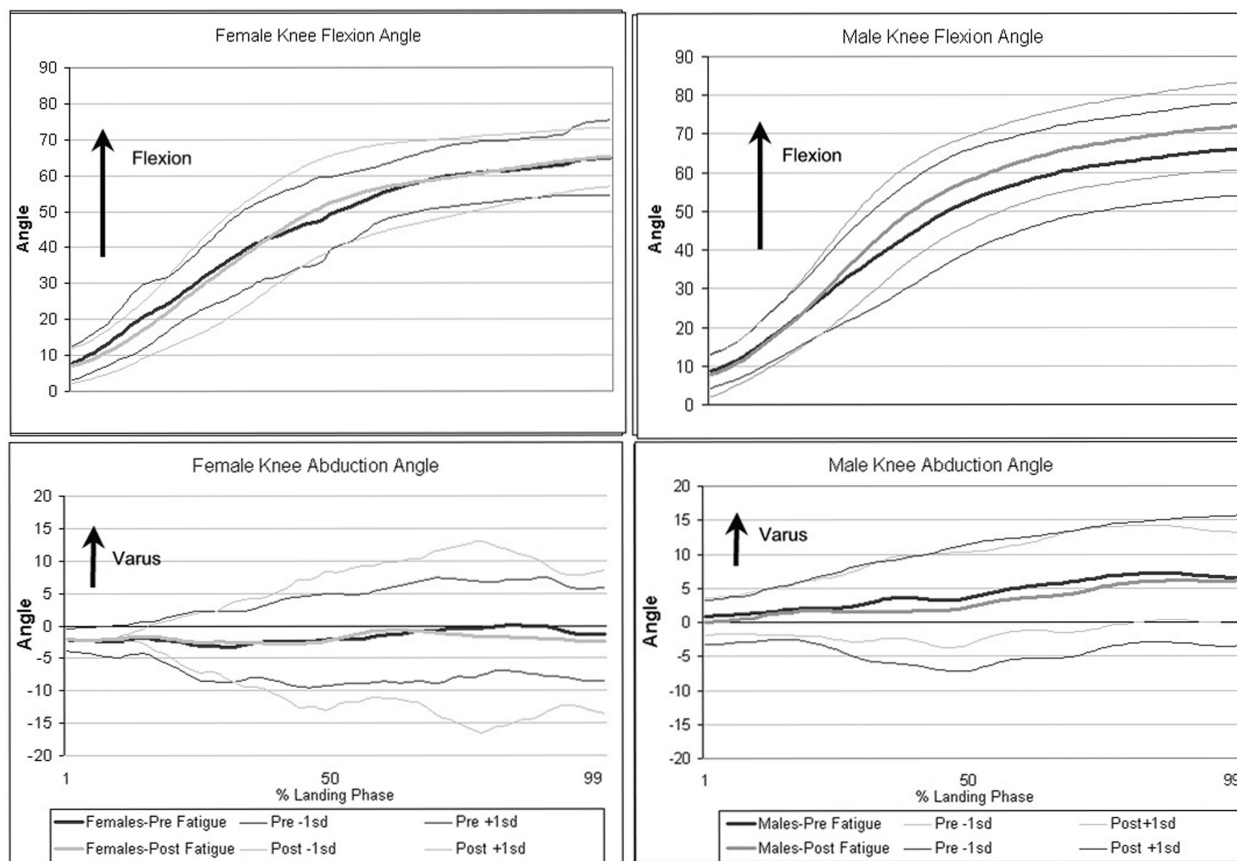 Female Knee Flexion Angle
90
80
70
60
50
40
30
20
10
0
Angle
Flexion
Male Knee Flexion Angle
90
80
70
60
50
40
30
20
10
0
Angle
Flexion
Female Knee Abduction Angle
20
15
10
5
0
-5
-10
-15
-20
Angle
Varus
1 50 99
% Landing Phase
Females-Pre Fatigue Pre -1sd Pre +1sd
Females-Post Fatigue Post -1sd Post +1sd
Male Knee Abduction Angle
20
15
10
5
0
-5
-10
-15
-20
Angle
Varus
1 50 99
% Landing Phase
Males-Pre Fatigue Pre -1sd Post+1sd
Males-Post Fatigue Pre -1sd Post +1sd